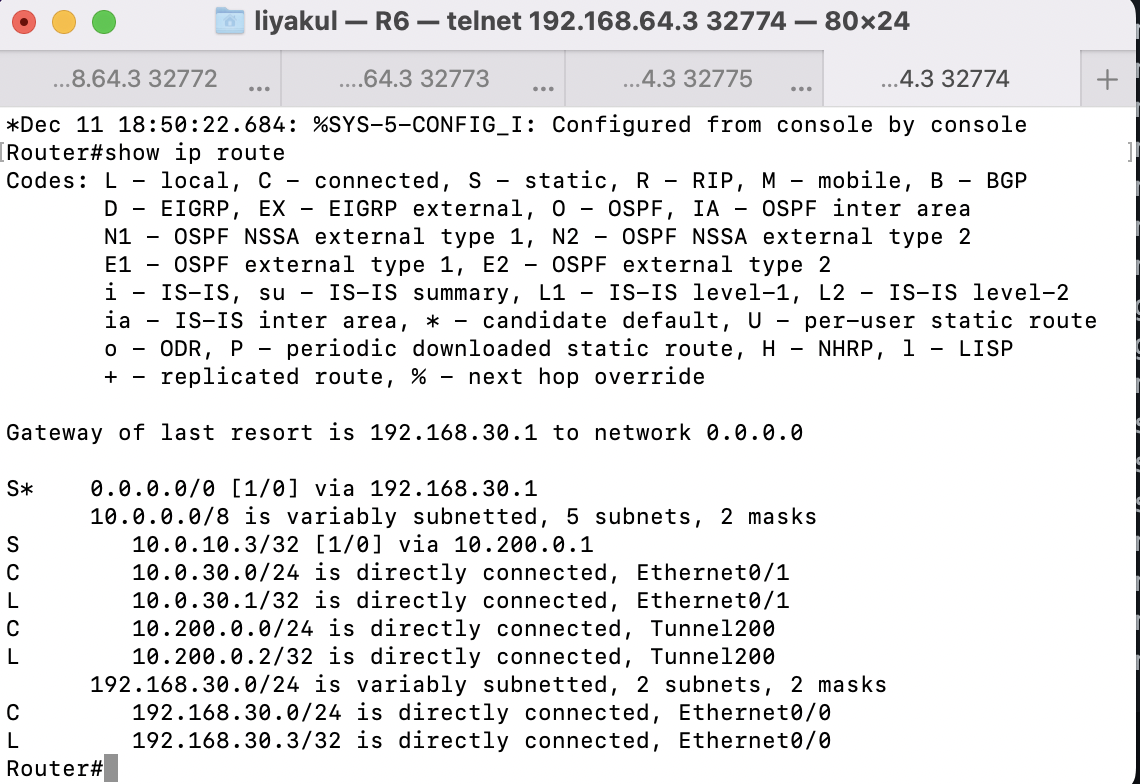 liyakul — R6 — telnet 192.168.64.3 32774 — 80×24
...8.64.3 32772 ... ....64.3 32773 ... ...4.3 32775 ... ...4.3 32774 +
*Dec 11 18:50:22.684: %SYS-5-CONFIG_I: Configured from console by console
[Router#show ip route ]
Codes: L - local, C - connected, S - static, R - RIP, M - mobile, B - BGP
       D - EIGRP, EX - EIGRP external, O - OSPF, IA - OSPF inter area
       N1 - OSPF NSSA external type 1, N2 - OSPF NSSA external type 2
       E1 - OSPF external type 1, E2 - OSPF external type 2
       i - IS-IS, su - IS-IS summary, L1 - IS-IS level-1, L2 - IS-IS level-2
       ia - IS-IS inter area, * - candidate default, U - per-user static route
       o - ODR, P - periodic downloaded static route, H - NHRP, l - LISP
       + - replicated route, % - next hop override
Gateway of last resort is 192.168.30.1 to network 0.0.0.0
S*    0.0.0.0/0 [1/0] via 192.168.30.1
      10.0.0.0/8 is variably subnetted, 5 subnets, 2 masks
S        10.0.10.3/32 [1/0] via 10.200.0.1
C        10.0.30.0/24 is directly connected, Ethernet0/1
L        10.0.30.1/32 is directly connected, Ethernet0/1
C        10.200.0.0/24 is directly connected, Tunnel200
L        10.200.0.2/32 is directly connected, Tunnel200
      192.168.30.0/24 is variably subnetted, 2 subnets, 2 masks
C        192.168.30.0/24 is directly connected, Ethernet0/0
L        192.168.30.3/32 is directly connected, Ethernet0/0
Router#